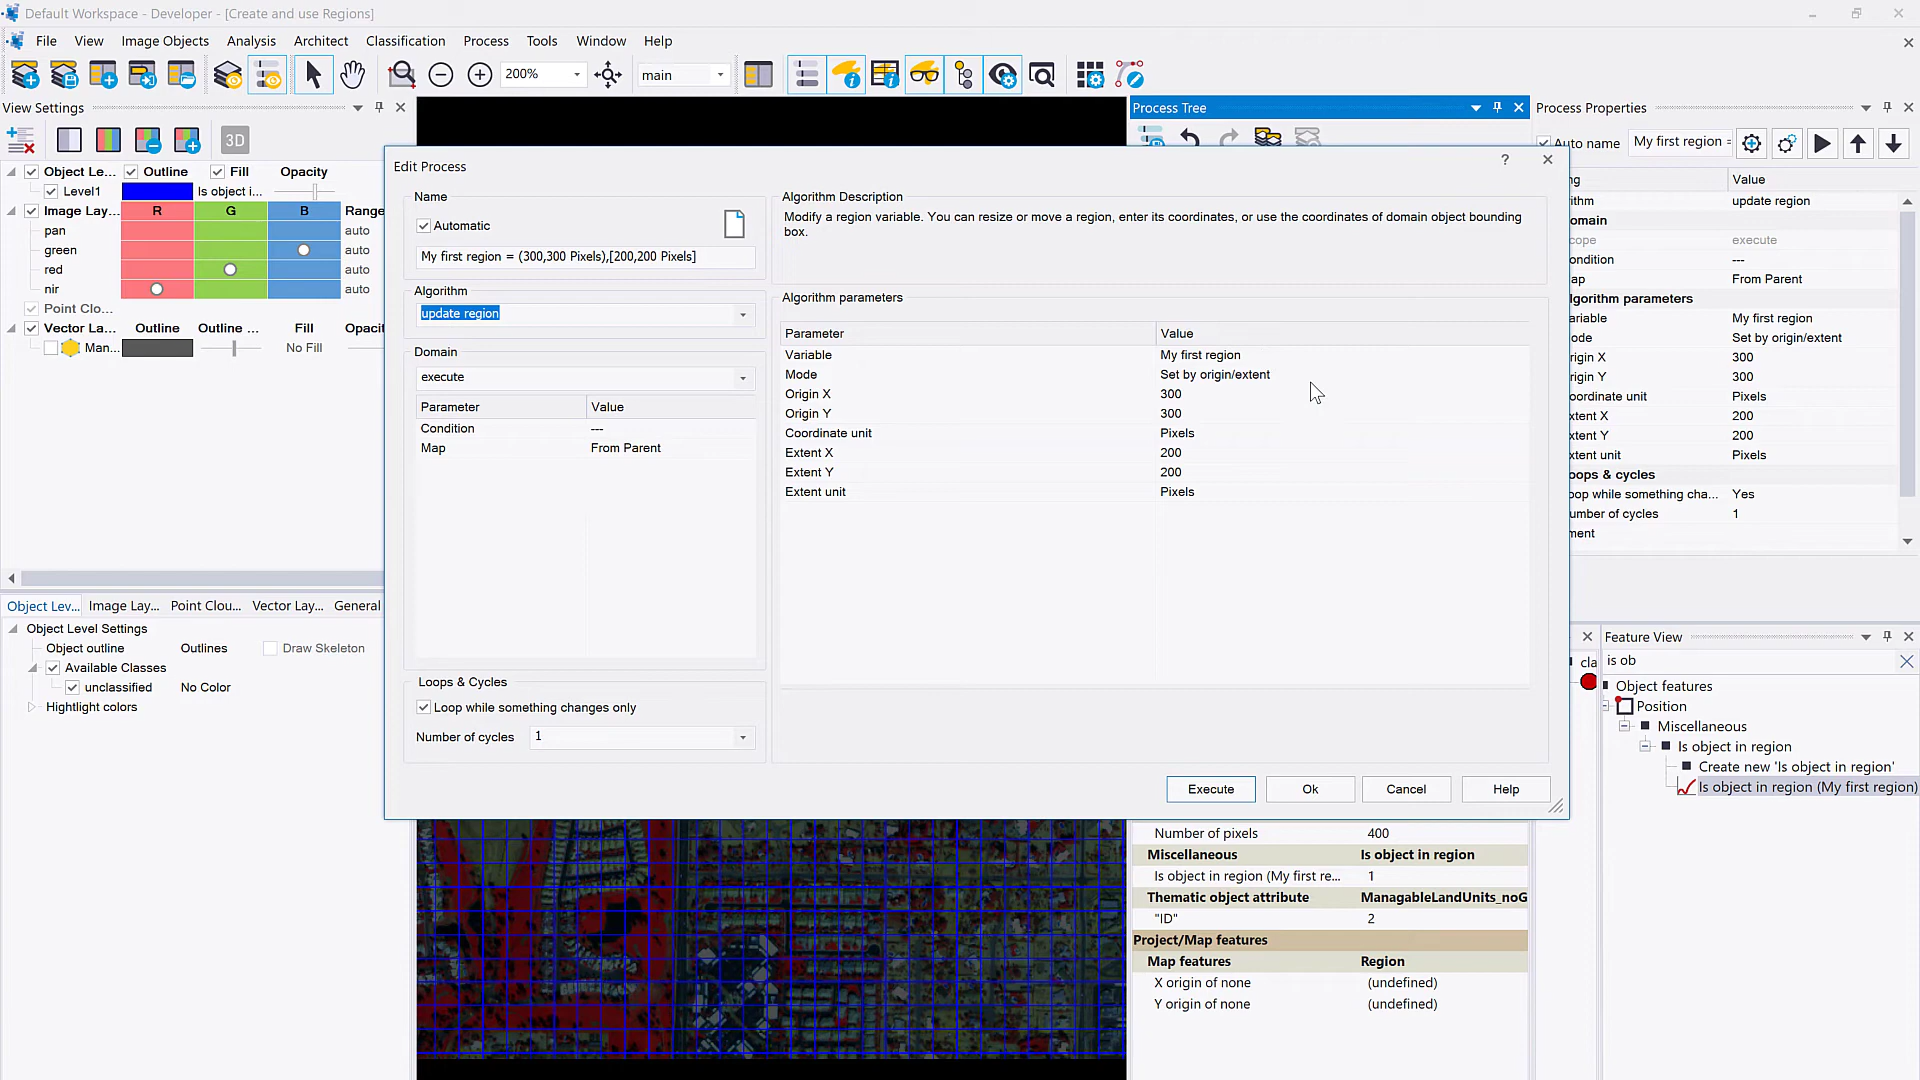 Default Workspace - Developer - [Create and use Regions]
File View Image Objects Analysis Architect Classification Process Tools Window Help
200% main
View Settings
3D
Object Le... Outline Fill Opacity
Level1 Is object i...
Image Lay... R G B Range
pan auto
green auto
red auto
nir auto
Point Clo...
Vector La... Outline Outline ... Fill Opacit
Man... No Fill
Object Lev... Image Lay... Point Clou... Vector Lay... General
Object Level Settings
Object outline Outlines Draw Skeleton
Available Classes
unclassified No Color
Hightlight colors
Process Tree
Edit Process
Name
Automatic
My first region = (300,300 Pixels),[200,200 Pixels]
Algorithm
update region
Domain
execute
Parameter Value
Condition ---
Map From Parent
Loops & Cycles
Loop while something changes only
Number of cycles 1
Algorithm Description
Modify a region variable. You can resize or move a region, enter its coordinates, or use the coordinates of domain object bounding
box.
Algorithm parameters
Parameter Value
Variable My first region
Mode Set by origin/extent
Origin X 300
Origin Y 300
Coordinate unit Pixels
Extent X 200
Extent Y 200
Extent unit Pixels
Execute Ok Cancel Help
Process Properties
Auto name My first region =
ng Value
rithm update region
omain
cope execute
ondition ---
ap From Parent
lgorithm parameters
ariable My first region
ode Set by origin/extent
rigin X 300
rigin Y 300
oordinate unit Pixels
xtent X 200
xtent Y 200
xtent unit Pixels
oops & cycles
oop while something cha... Yes
umber of cycles 1
ment
cla
Feature View
is ob
Object features
Position
Miscellaneous
Is object in region
Create new 'Is object in region'
Is object in region (My first region)
Number of pixels 400
Miscellaneous Is object in region
Is object in region (My first re... 1
Thematic object attribute ManagableLandUnits_noG
"ID" 2
Project/Map features
Map features Region
X origin of none (undefined)
Y origin of none (undefined)